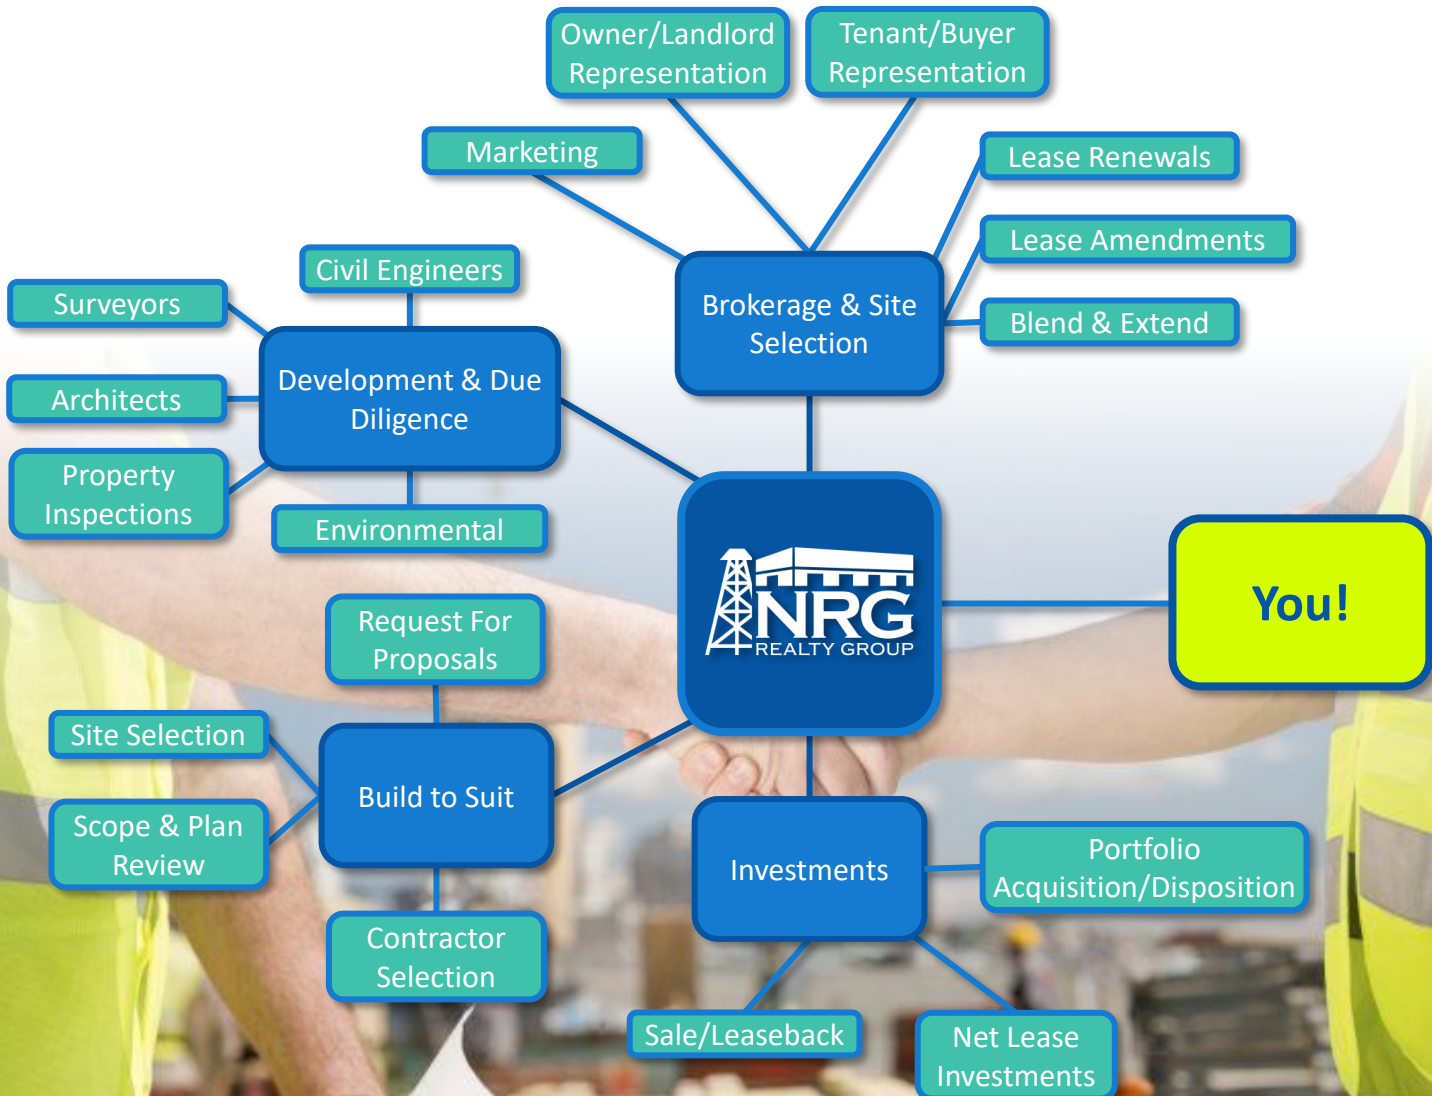 Owner/Landlord
Representation
Tenant/Buyer
Representation
Marketing
Lease Renewals
Lease Amendments
Blend & Extend
Brokerage & Site
Selection
Civil Engineers
Surveyors
Architects
Property
Inspections
Environmental
Development & Due
Diligence
NRG
REALTY GROUP
You!
Request For
Proposals
Site Selection
Scope & Plan
Review
Build to Suit
Contractor
Selection
Investments
Portfolio
Acquisition/Disposition
Sale/Leaseback
Net Lease
Investments